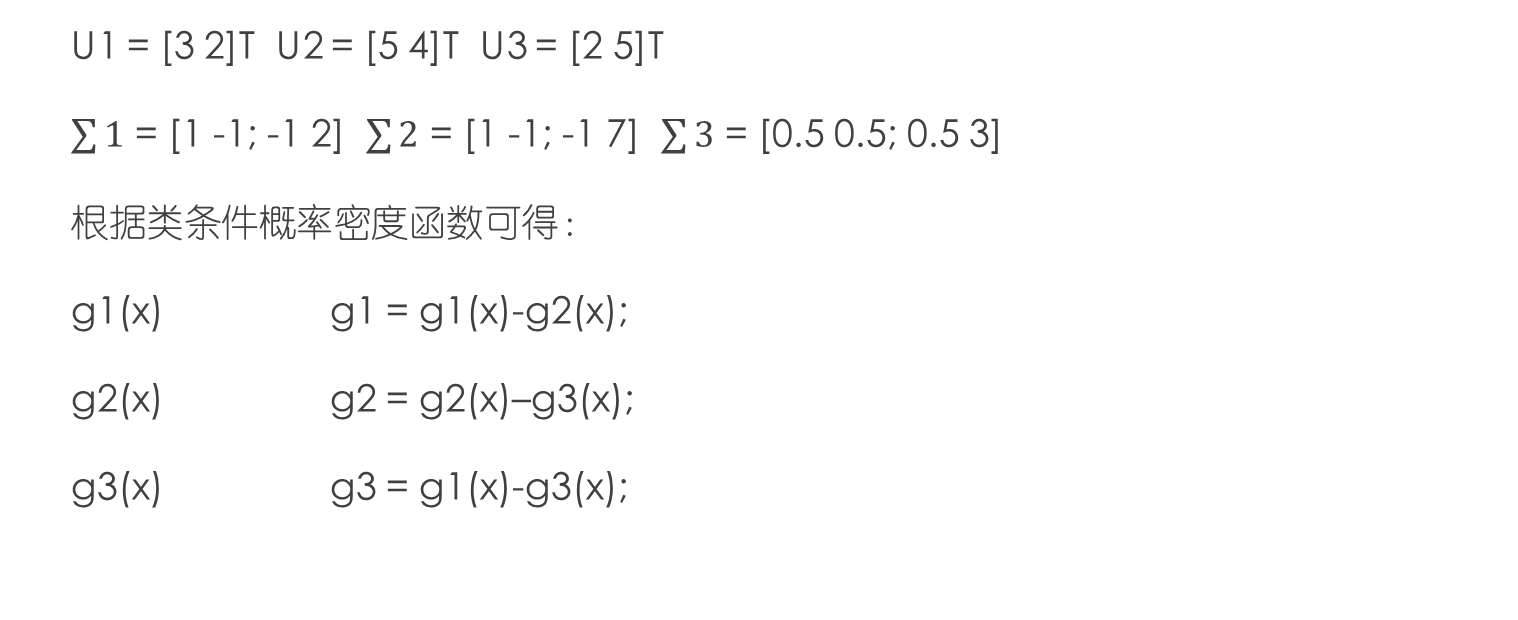 U1 = [3 2]T U2 = [5 4]T U3 = [2 5]T
∑1 = [1 -1; -1 2] ∑2 = [1 -1; -1 7] ∑3 = [0.5 0.5; 0.5 3]
根据类条件概率密度函数可得：
g1(x) g1 = g1(x)-g2(x);
g2(x) g2 = g2(x)–g3(x);
g3(x) g3 = g1(x)-g3(x);